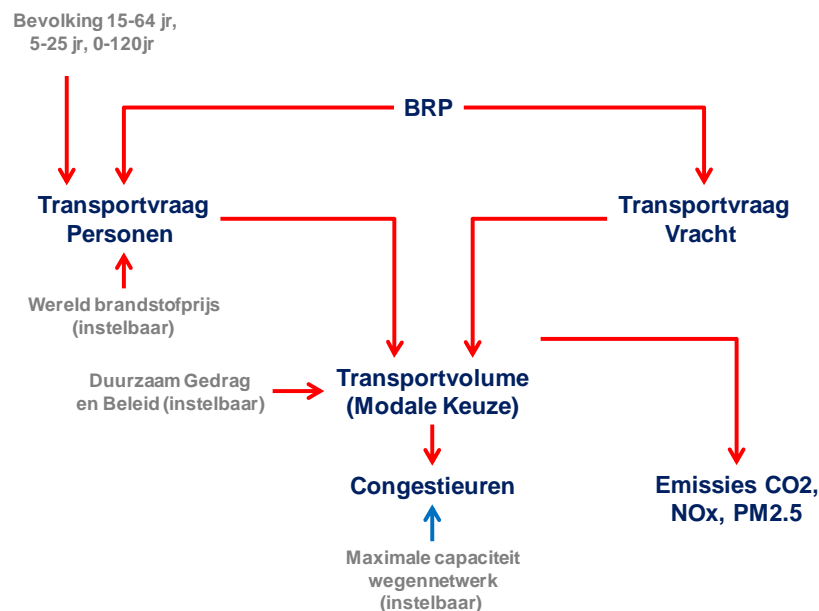 Bevolking 15-64 jr,
5-25 jr, 0-120jr
BRP
Transportvraag
Personen
Transportvraag
Vracht
Wereld brandstofprijs
(instelbaar)
Duurzaam Gedrag
en Beleid (instelbaar)
Transportvolume
(Modale Keuze)
Congestieuren
Emissies CO2,
NOx, PM2.5
Maximale capaciteit
wegennetwerk
(instelbaar)